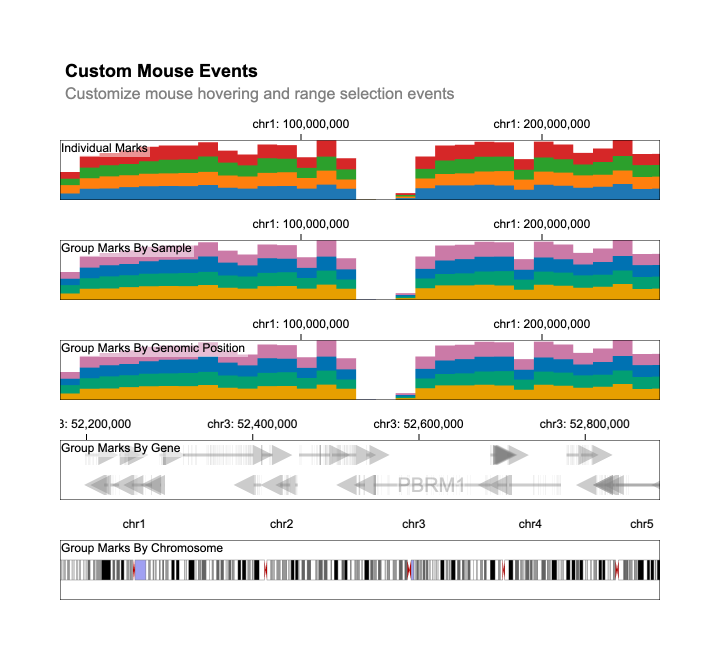 Custom Mouse Events
Customize mouse hovering and range selection events
chr1: 100,000,000 chr1: 200,000,000
Individual Marks
chr1: 100,000,000 chr1: 200,000,000
Group Marks By Sample
chr1: 100,000,000 chr1: 200,000,000
Group Marks By Genomic Position
3: 52,200,000 chr3: 52,400,000 chr3: 52,600,000 chr3: 52,800,000
Group Marks By Gene
PBRM1
chr1 chr2 chr3 chr4 chr5
Group Marks By Chromosome